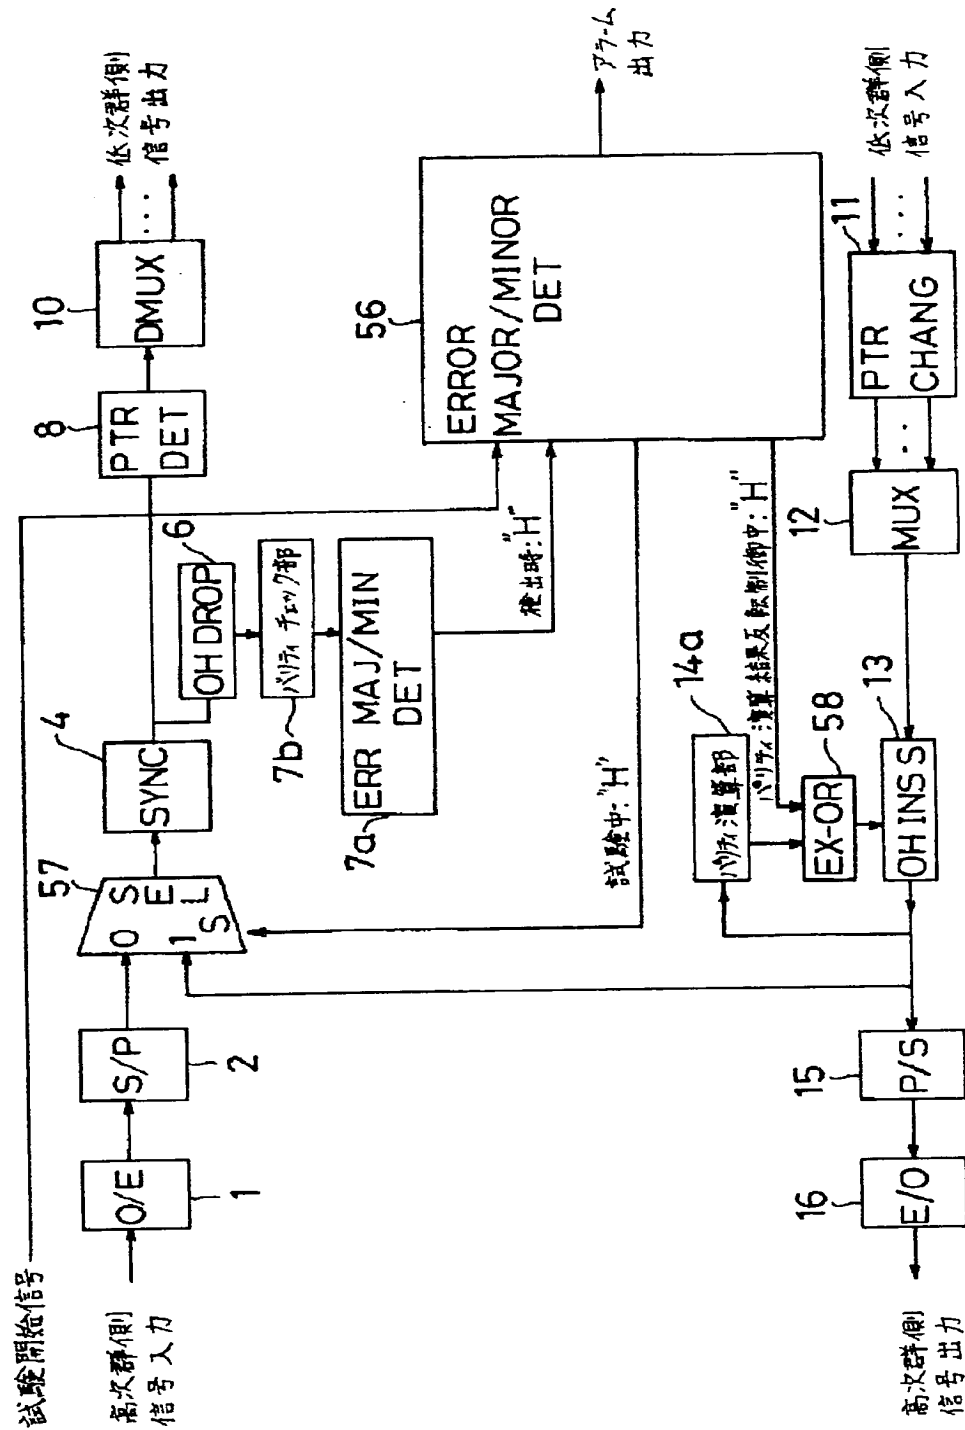 試験開始信号
高次群側
信号入力
O/E
1
S/P
2
0
1
S
SEL
57
SYNC
4
PTR
DET
8
DMUX
10
低次群側
信号出力
OH DROP
6
パリティチェック部
7b
ERR MAJ/MIN
DET
7a
検出時:"H"
ERROR
MAJOR/MINOR
DET
56
アラーム
出力
試験中:"H"
パリティ演算結果反転制御中:"H"
パリティ演算部
14a
EX-OR
58
OH INS S
13
MUX
12
PTR
CHANG
11
低次群側
信号入力
P/S
15
E/O
16
高次群側
信号出力